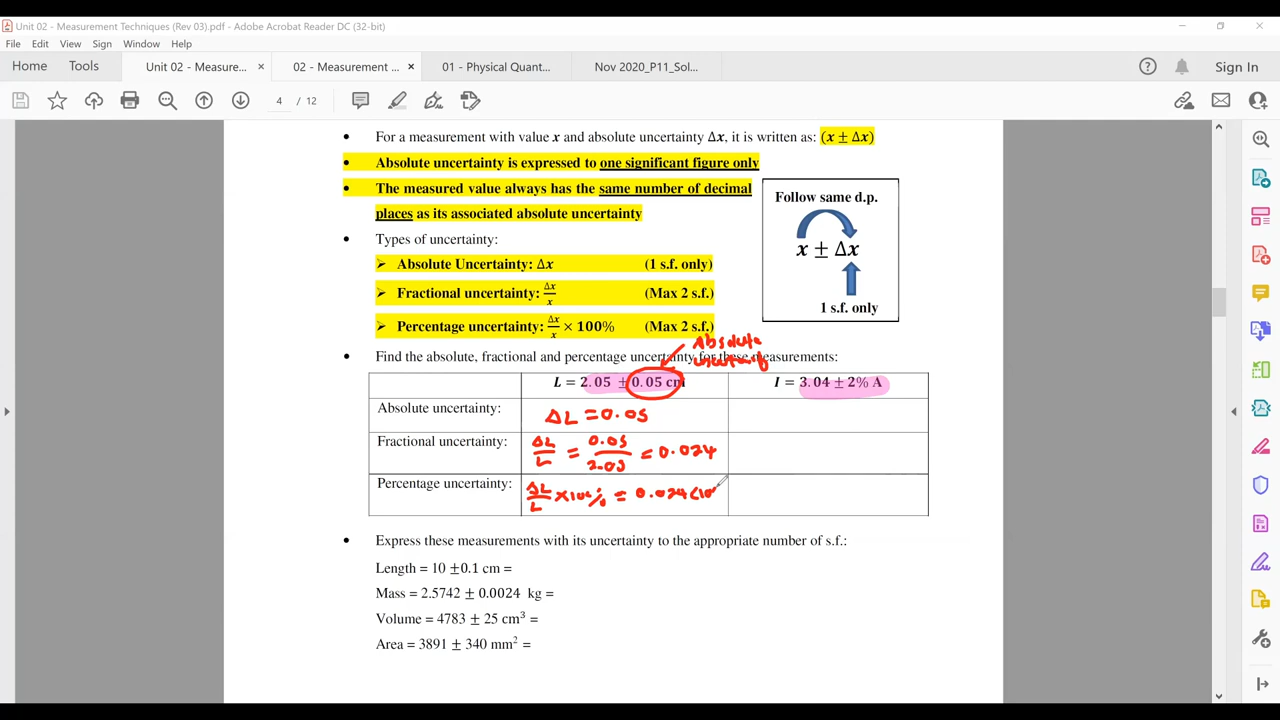 Unit 02 - Measurement Techniques (Rev 03).pdf - Adobe Acrobat Reader DC (32-bit)
File Edit View Sign Window Help
Home Tools Unit 02 - Measure... × 02 - Measurement ... × 01 - Physical Quant... Nov 2020_P11_Sol... Sign In
4 / 12
• For a measurement with value x and absolute uncertainty Δx, it is written as: (x ± Δx)
• Absolute uncertainty is expressed to one significant figure only
• The measured value always has the same number of decimal
places as its associated absolute uncertainty
Follow same d.p.
x ± Δx
1 s.f. only
• Types of uncertainty:
➢ Absolute Uncertainty: Δx (1 s.f. only)
➢ Fractional uncertainty: Δx/x (Max 2 s.f.)
➢ Percentage uncertainty: Δx/x × 100% (Max 2 s.f.)
Absolute
uncertainty
• Find the absolute, fractional and percentage uncertainty for these measurements:
L = 2.05 ± 0.05 cm I = 3.04 ± 2% A
Absolute uncertainty: ΔL = 0.05
Fractional uncertainty: ΔL/L = 0.05/2.05 = 0.024
Percentage uncertainty: ΔL/L × 100% = 0.024 × 10
• Express these measurements with its uncertainty to the appropriate number of s.f.:
Length = 10 ±0.1 cm =
Mass = 2.5742 ± 0.0024 kg =
Volume = 4783 ± 25 cm³ =
Area = 3891 ± 340 mm² =